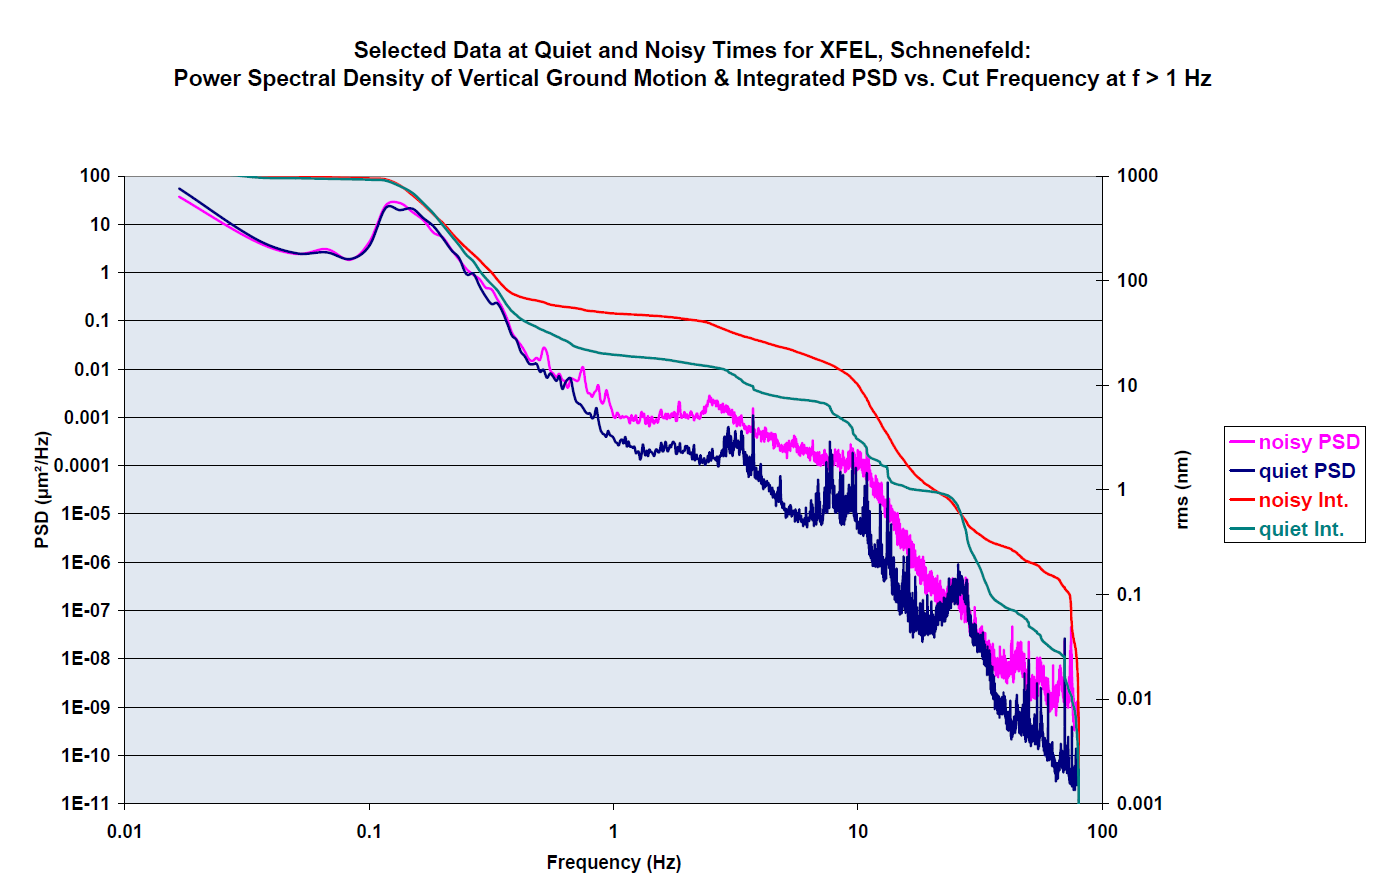 Selected Data at Quiet and Noisy Times for XFEL, Schnenefeld:
Power Spectral Density of Vertical Ground Motion & Integrated PSD vs. Cut Frequency at f > 1 Hz
100
10
1
0.1
0.01
0.001
0.0001
1E-05
1E-06
1E-07
1E-08
1E-09
1E-10
1E-11
PSD (µm²/Hz)
1000
100
10
1
0.1
0.01
0.001
rms (nm)
noisy PSD
quiet PSD
noisy Int.
quiet Int.
0.01 0.1 1 10 100
Frequency (Hz)